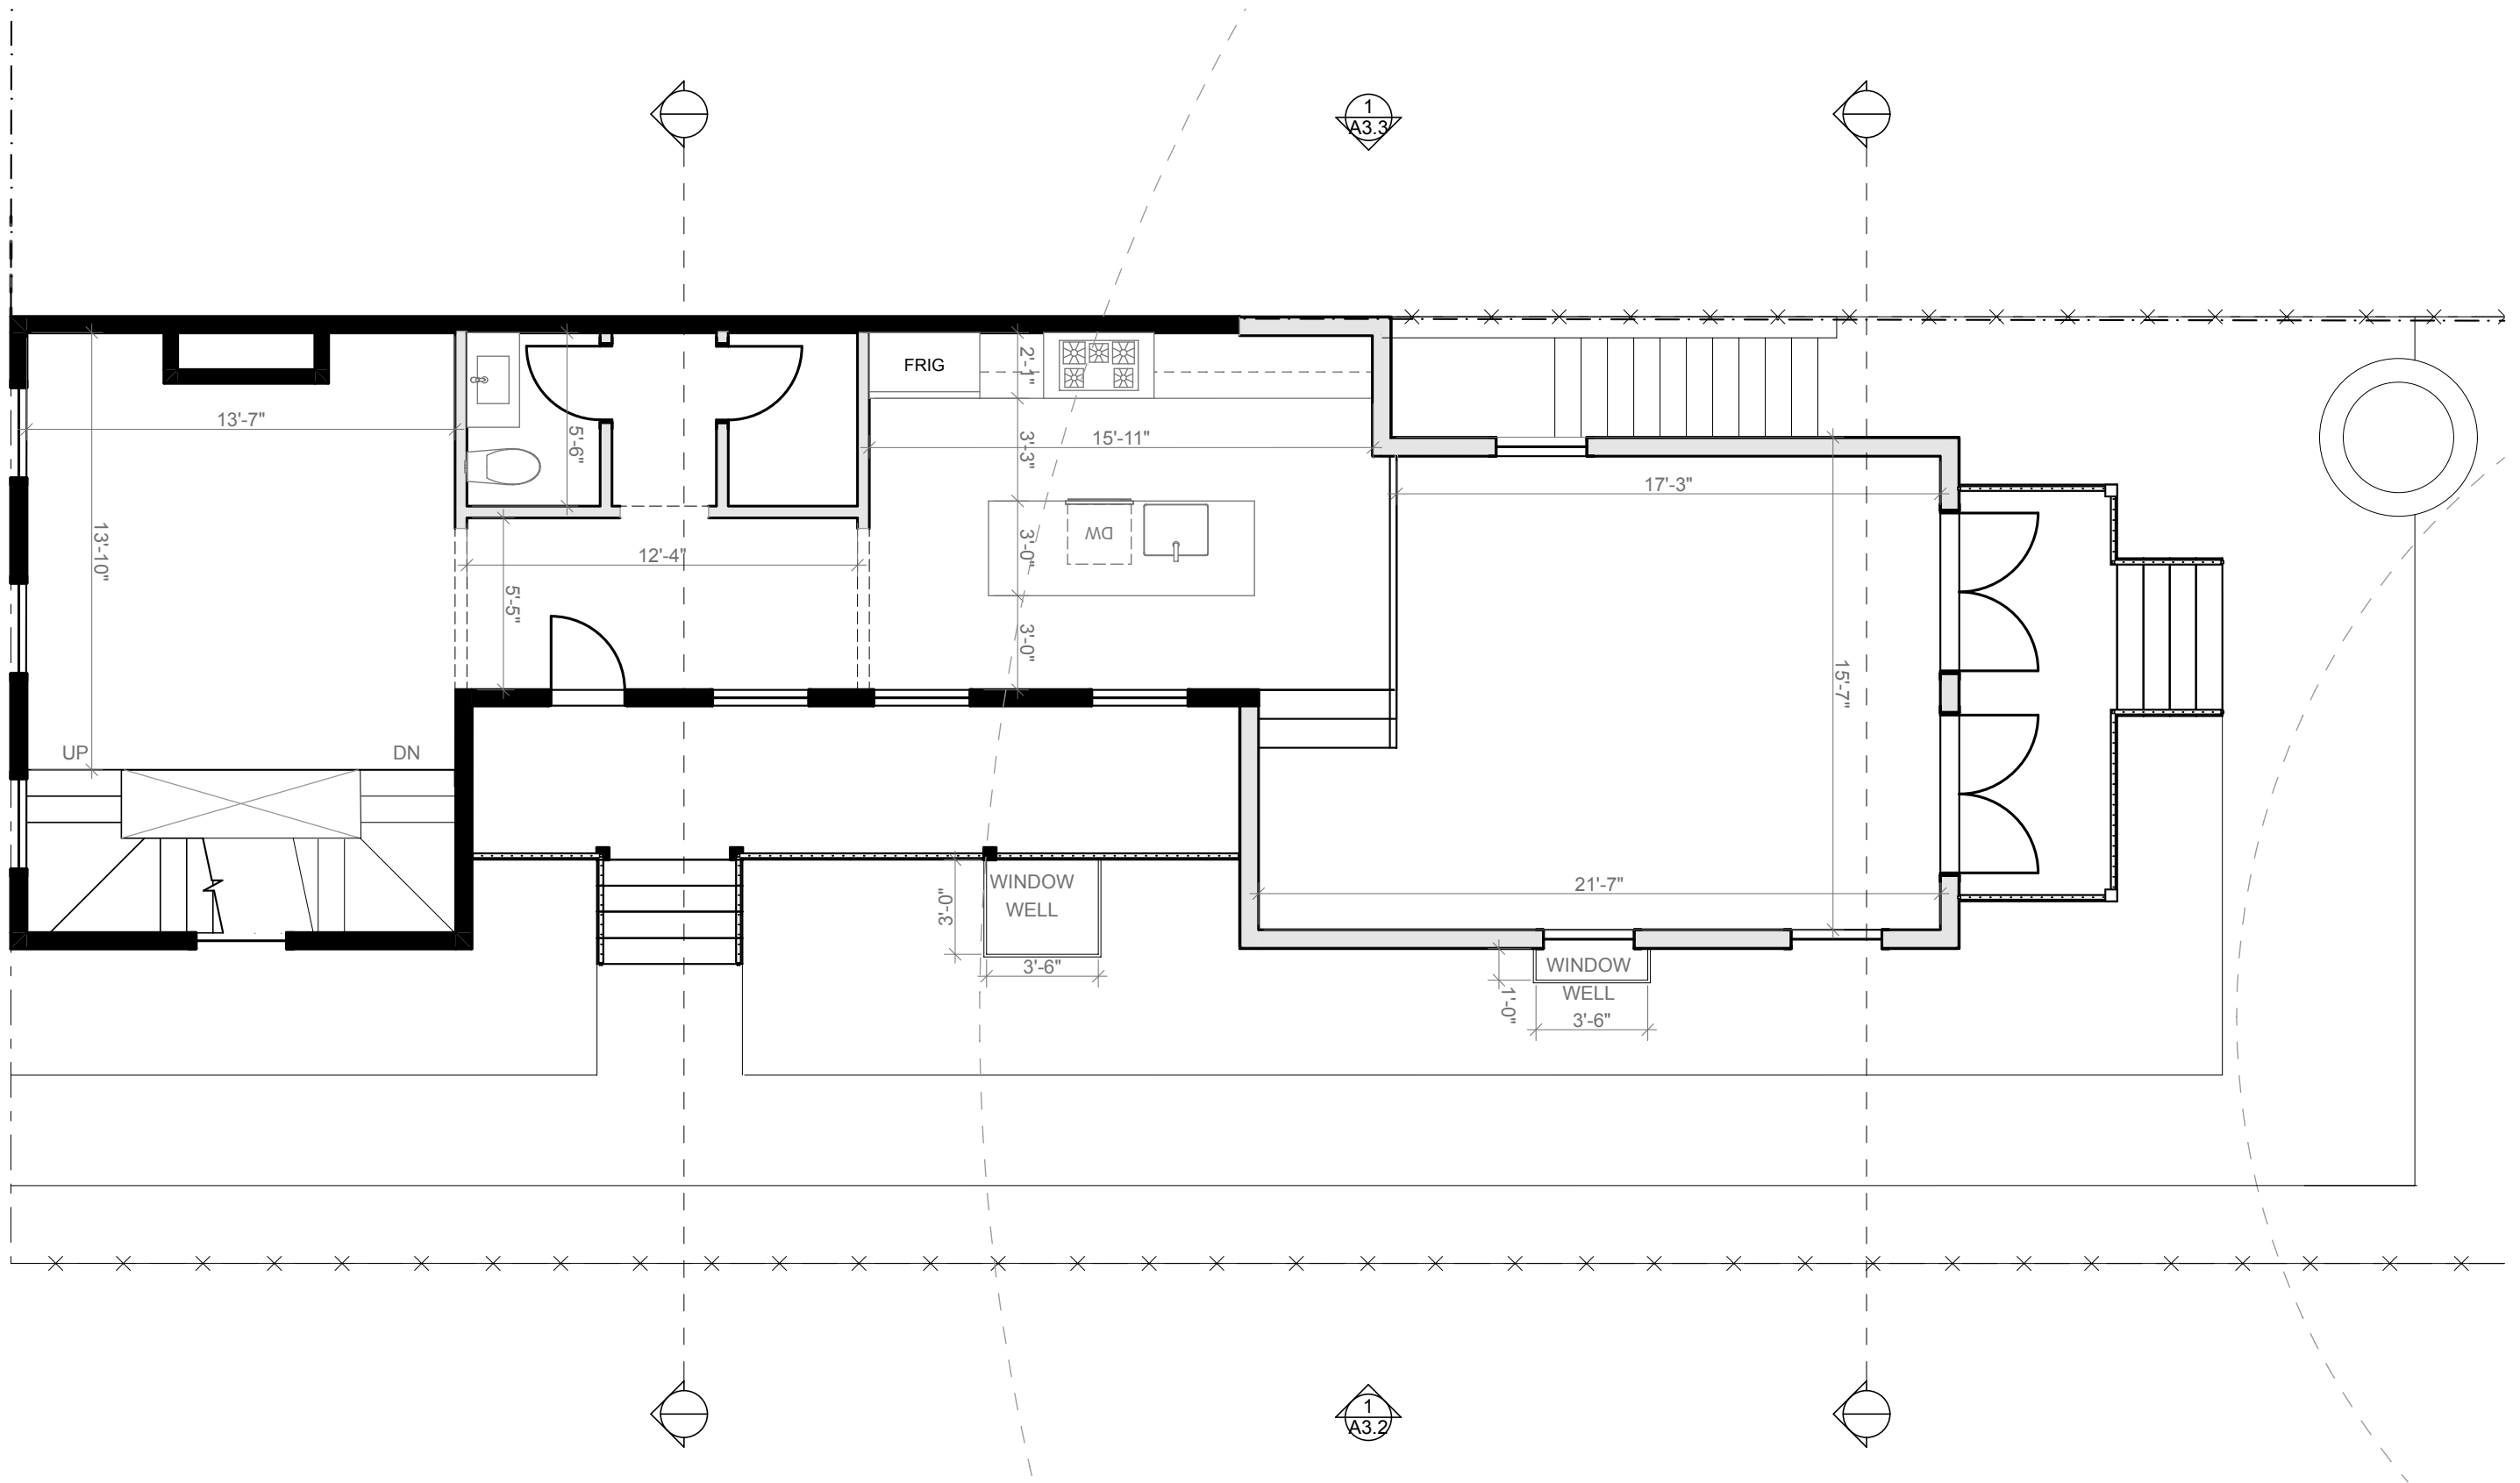 1
A3.3
FRIG
2'-1"
13'-7"
5'-6"
15'-11"
3'-3"
17'-3"
DW
13'-10"
12'-4"
3'-0"
5'-5"
3'-0"
15'-7"
UP
DN
WINDOW
WELL
3'-0"
21'-7"
3'-6"
WINDOW
WELL
1'-0"
3'-6"
1
A3.2